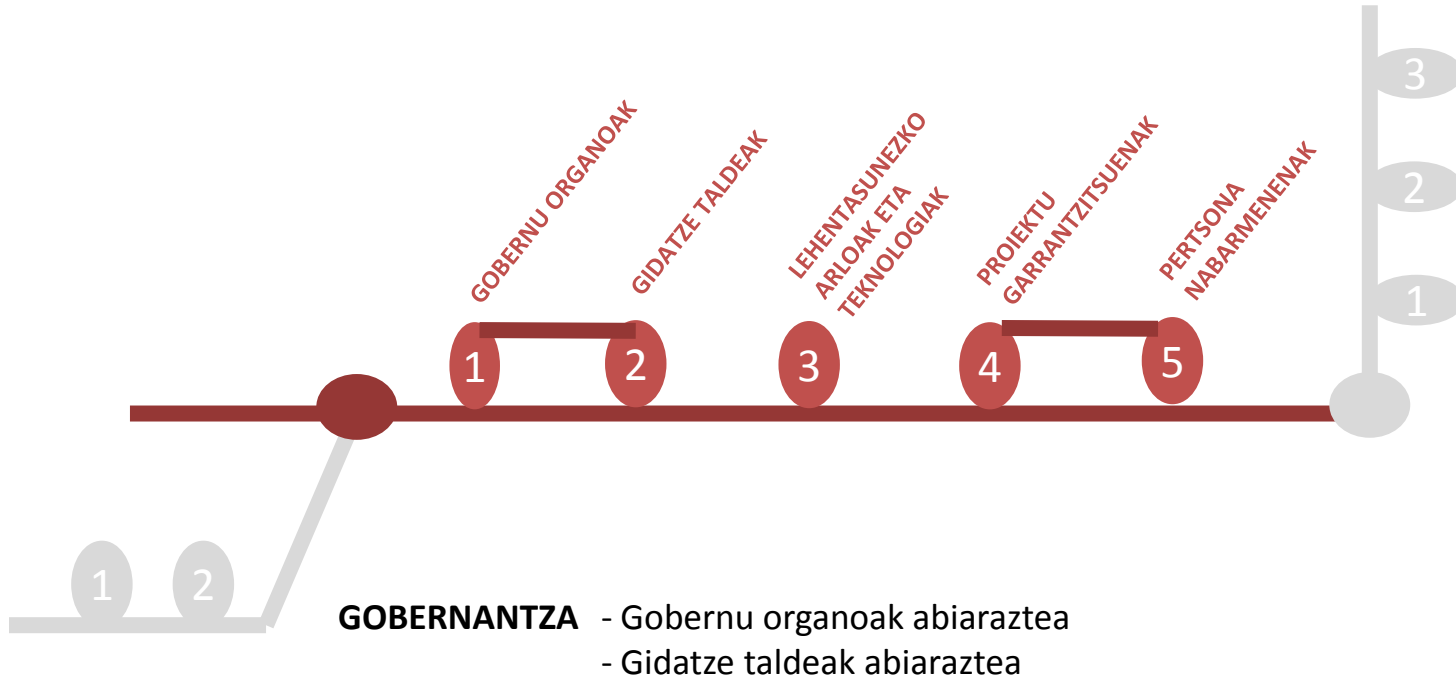 GOBERNU ORGANOAK
GIDATZE TALDEAK
LEHENTASUNEZKO
ARLOAK ETA
TEKNOLOGIAK
PROIEKTU
GARRANTZITSUENAK
PERTSONA
NABARMENENAK
3
2
1
1
2
3
4
5
1
2
GOBERNANTZA - Gobernu organoak abiaraztea
- Gidatze taldeak abiaraztea